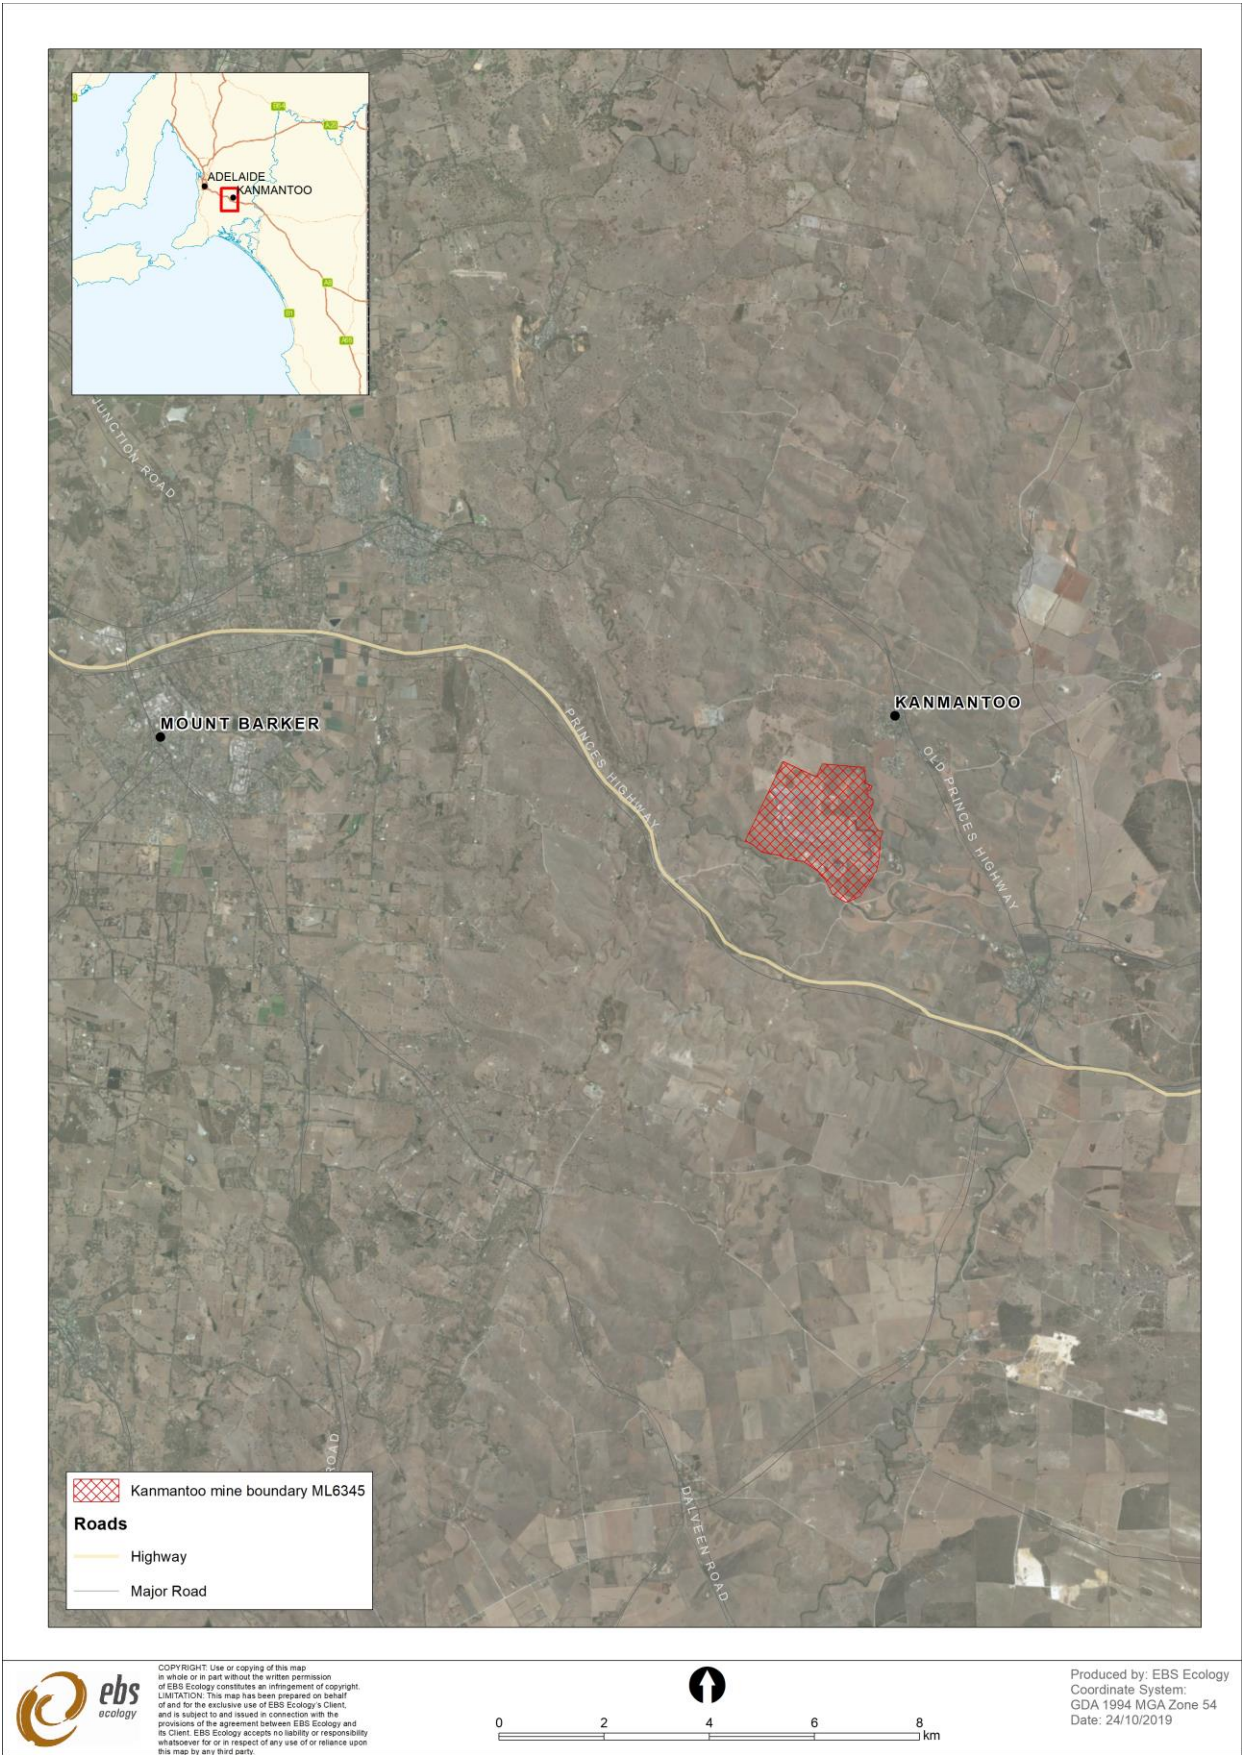 B64
A20
ADELAIDE
KANMANTOO
A8
B1
A66
JUNCTION ROAD
MOUNT BARKER
PRINCES HIGHWAY
KANMANTOO
OLD PRINCES HIGHWAY
ROAD
DALVEEN ROAD
Kanmantoo mine boundary ML6345
Roads
Highway
Major Road
ebs
ecology
COPYRIGHT: Use or copying of this map
in whole or in part without the written permission
of EBS Ecology constitutes an infringement of copyright.
LIMITATION: This map has been prepared on behalf
of and for the exclusive use of EBS Ecology's Client,
and is subject to and issued in connection with the
provisions of the agreement between EBS Ecology and
its Client. EBS Ecology accepts no liability or responsibility
whatsoever for or in respect of any use of or reliance upon
this map by any third party.
0 2 4 6 8
km
Produced by: EBS Ecology
Coordinate System:
GDA 1994 MGA Zone 54
Date: 24/10/2019